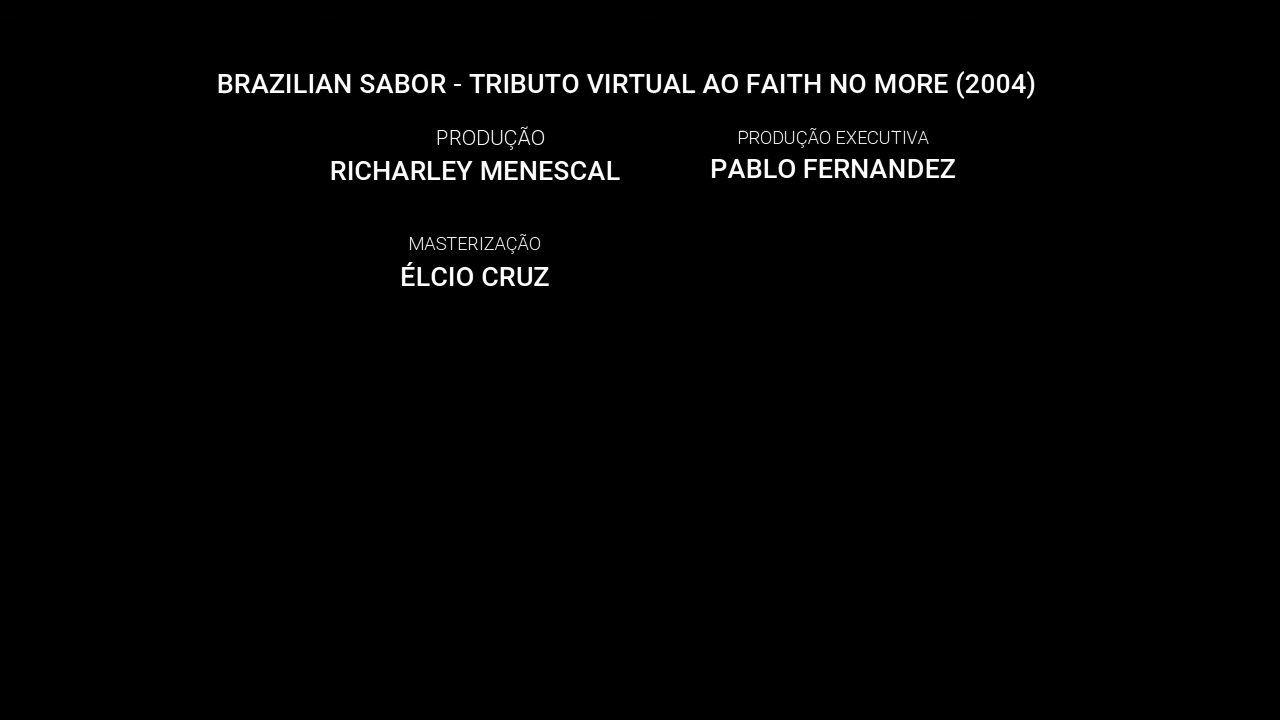 BRAZILIAN SABOR - TRIBUTO VIRTUAL AO FAITH NO MORE (2004)
PRODUÇÃO
RICHARLEY MENESCAL
PRODUÇÃO EXECUTIVA
PABLO FERNANDEZ
MASTERIZAÇÃO
ÉLCIO CRUZ